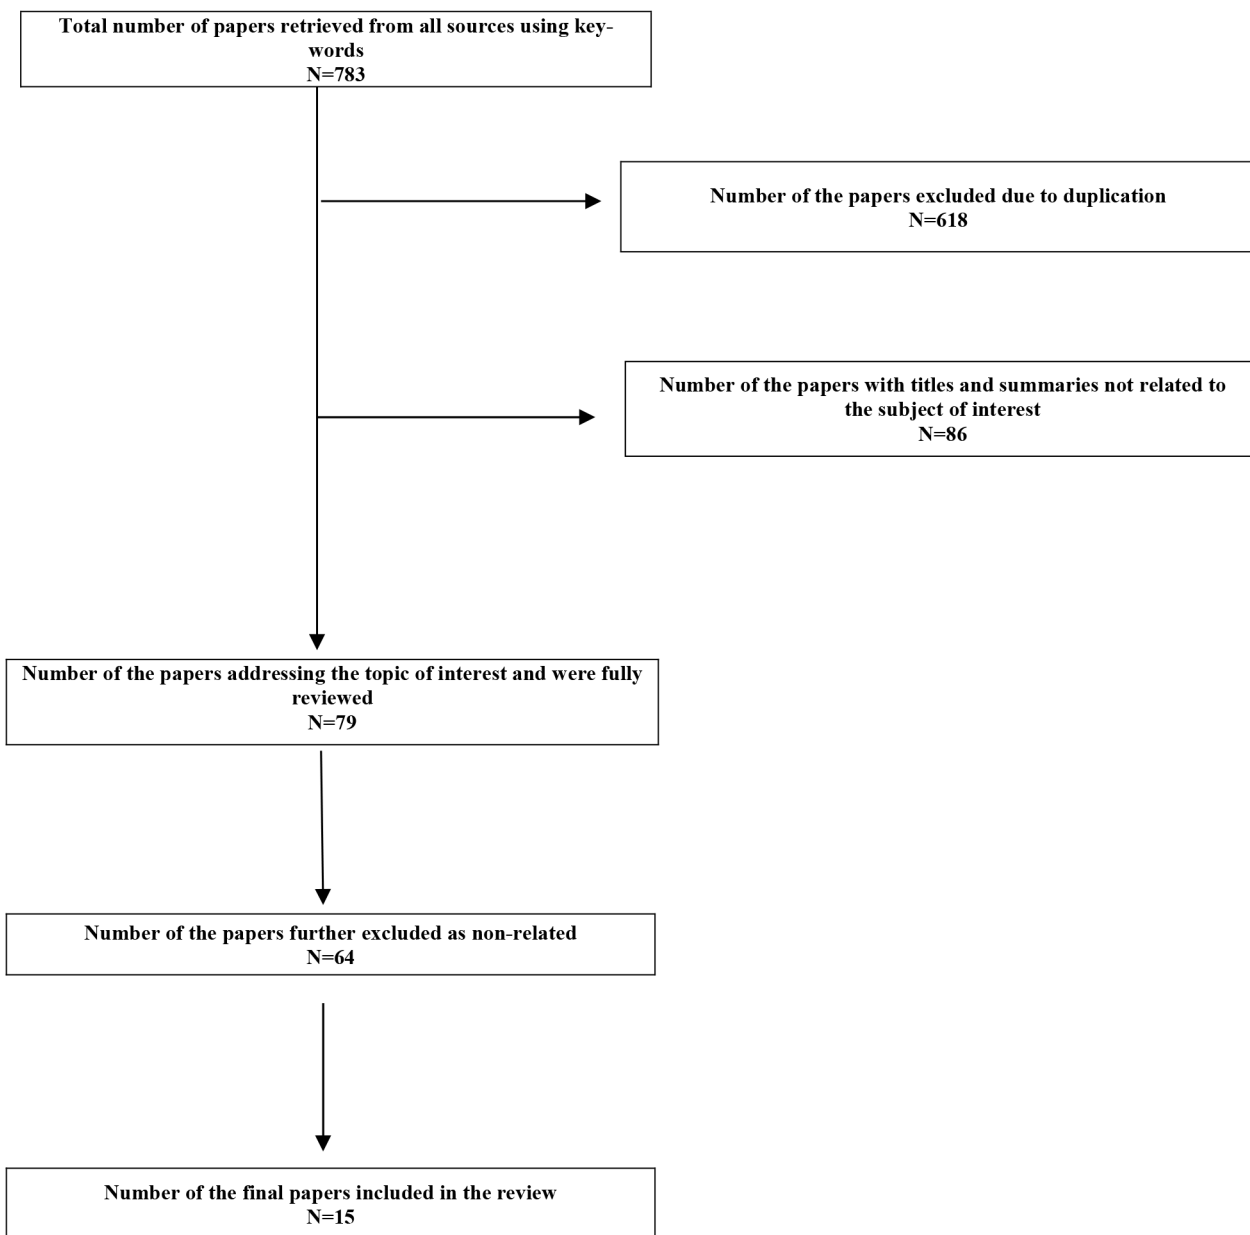 Total number of papers retrieved from all sources using key-
words
N=783
Number of the papers excluded due to duplication
N=618
Number of the papers with titles and summaries not related to
the subject of interest
N=86
Number of the papers addressing the topic of interest and were fully
reviewed
N=79
Number of the papers further excluded as non-related
N=64
Number of the final papers included in the review
N=15